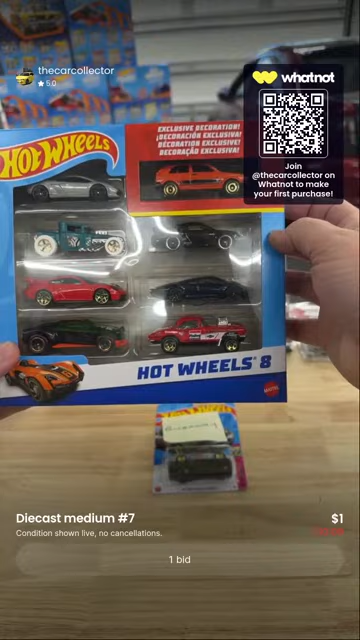 thecarcollector
5.0
whatnot
Join
@thecarcollector on
Whatnot to make
your first purchase!
EXCLUSIVE DECORATION!
¡DECORACIÓN EXCLUSIVA!
DÉCORATION EXCLUSIVE!
DECORAÇÃO EXCLUSIVA!
HOT WHEELS
HOT WHEELS 8
Giveaway
Diecast medium #7
$1
Condition shown live, no cancellations.
1 bid